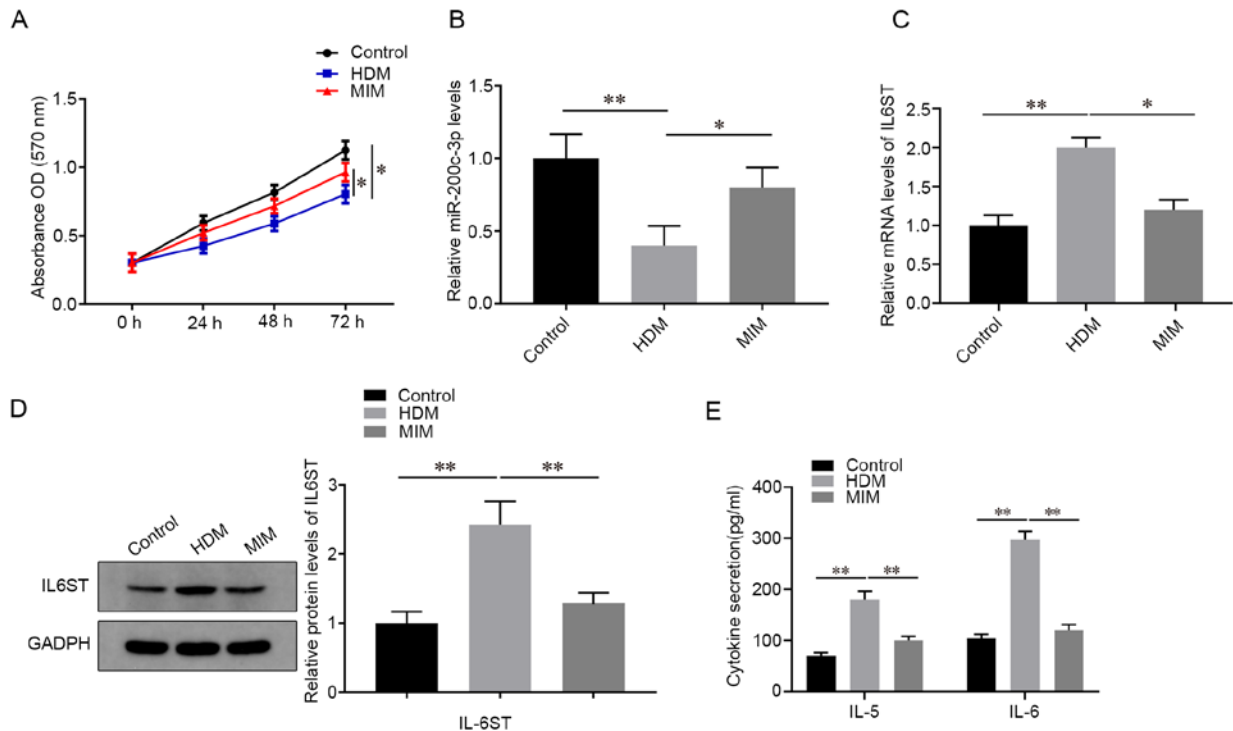 A
Control
HDM
MIM
Absorbance OD (570 nm)
1.5
1.0
0.5
0.0
0 h 24 h 48 h 72 h
*
*
B
Relative miR-200c-3p levels
1.5
1.0
0.5
0.0
**
*
Control HDM MIM
C
Relative mRNA levels of IL6ST
2.5
2.0
1.5
1.0
0.5
0.0
**
*
Control HDM MIM
D
Control HDM MIM
IL6ST
GADPH
Control
HDM
MIM
Relative protein levels of IL6ST
3
2
1
0
** **
IL-6ST
E
Control
HDM
MIM
Cytokine secretion(pg/ml)
400
300
200
100
0
** **
** **
IL-5 IL-6